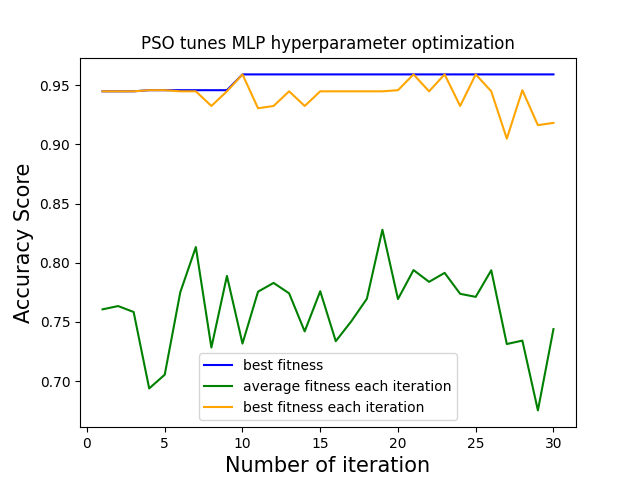 PSO tunes MLP hyperparameter optimization
Accuracy Score
0.95
0.90
0.85
0.80
0.75
0.70
best fitness
average fitness each iteration
best fitness each iteration
0 5 10 15 20 25 30
Number of iteration